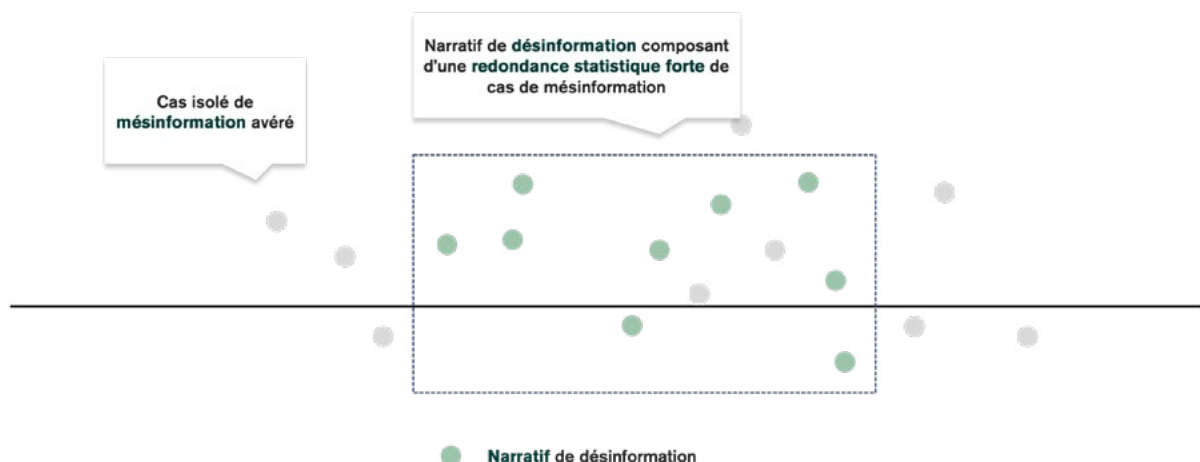 Cas isolé de
mésinformation avéré
Narratif de désinformation composant
d'une redondance statistique forte de
cas de mésinformation
Narratif de désinformation